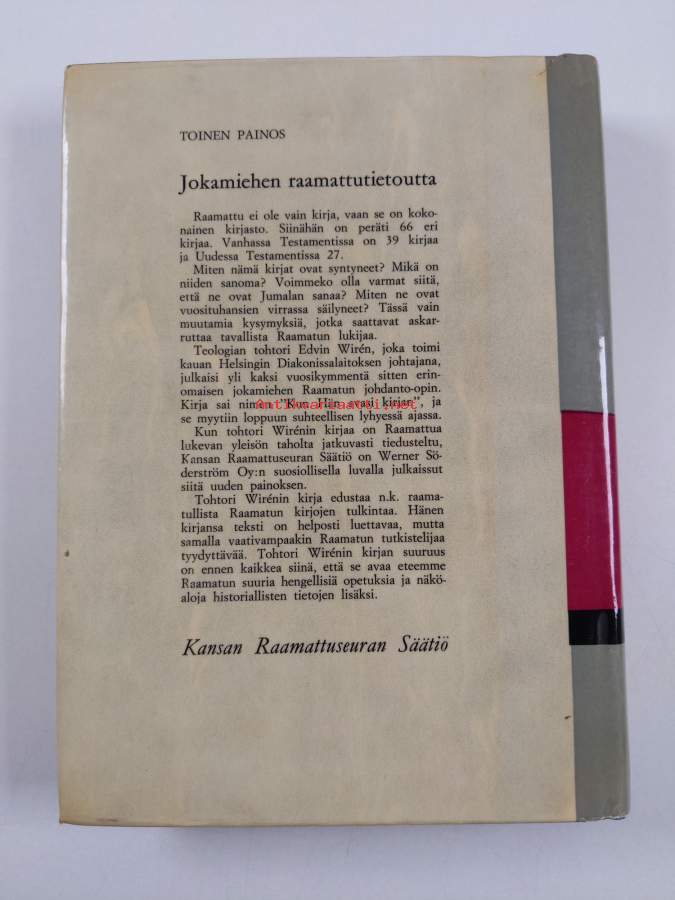 TOINEN PAINOS
Jokamiehen raamattutietoutta
Raamattu ei ole vain kirja, vaan se on koko-
nainen kirjasto. Siinähän on peräti 66 eri
kirjaa. Vanhassa Testamentissa on 39 kirjaa
ja Uudessa Testamentissa 27.
Miten nämä kirjat ovat syntyneet? Mikä on
niiden sanoma? Voimmeko olla varmat siitä,
että ne ovat Jumalan sanaa? Miten ne ovat
vuosituhansien virrassa säilyneet? Tässä vain
muutamia kysymyksiä, jotka saattavat askar-
ruttaa tavallista Raamatun lukijaa.
Teologian tohtori Edvin Wirén, joka toimi
kauan Helsingin Diakonissalaitoksen johtajana,
julkaisi yli kaksi vuosikymmentä sitten erin-
omaisen jokamiehen Raamatun johdanto-opin.
Kirja sai nimen "Kun Hän avasi kirjan", ja
Antikvariaatti.net
se myytiin loppuun suhteellisen lyhyessä ajassa.
Kun tohtori Wirénin kirjaa on Raamattua
lukevan yleisön taholta jatkuvasti tiedusteltu,
Kansan Raamattuseuran Säätiö on Werner Sö-
derström Oy:n suosiollisella luvalla julkaissut
siitä uuden painoksen.
Tohtori Wirénin kirja edustaa n.k. raama-
tullista Raamatun kirjojen tulkintaa. Hänen
kirjansa teksti on helposti luettavaa, mutta
samalla vaativampaakin Raamatun tutkistelijaa
tyydyttävää. Tohtori Wirénin kirjan suuruus
on ennen kaikkea siinä, että se avaa eteemme
Raamatun suuria hengellisiä opetuksia ja näkö-
aloja historiallisten tietojen lisäksi.
Kansan Raamattuseuran Säätiö